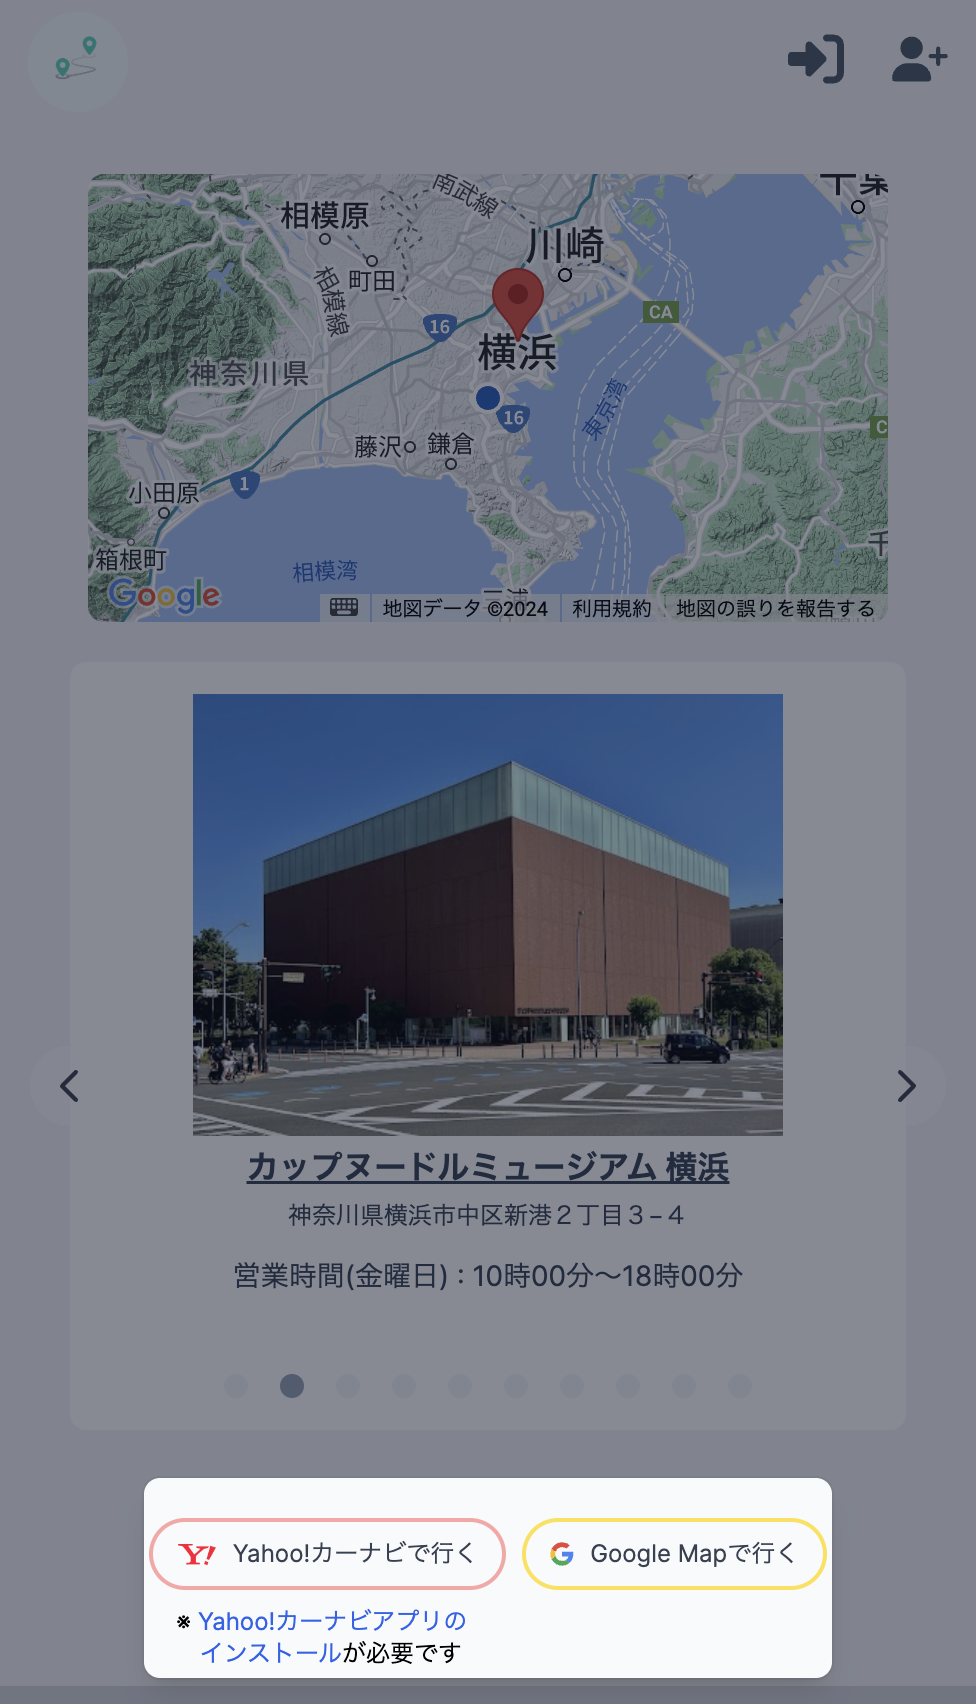 南武線
千葉
相模原
川崎
町田
相模線
CA
16
横浜
神奈川県
東京湾
16
C
藤沢
鎌倉
1
小田原
箱根町
相模湾
三浦
千
Google
地図データ ©2024
利用規約
地図の誤りを報告する
カップヌードルミュージアム 横浜
神奈川県横浜市中区新港２丁目３−４
営業時間(金曜日) : 10時00分〜18時00分
Y! Yahoo!カーナビで行く
G Google Mapで行く
※ Yahoo!カーナビアプリの
インストールが必要です